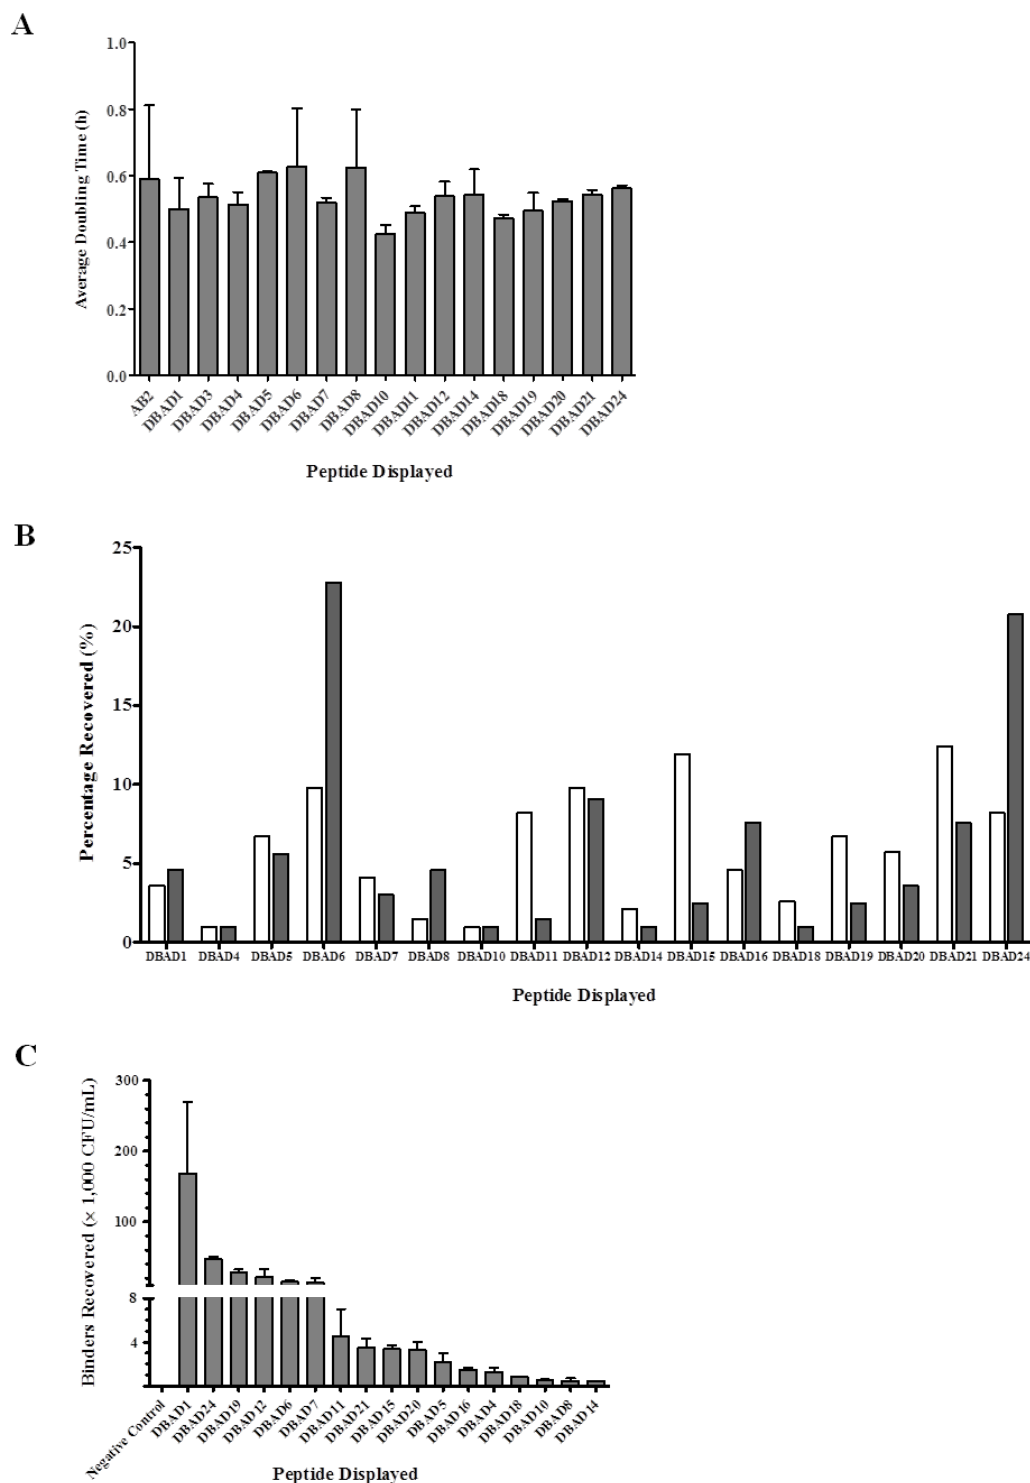 A
Average Doubling Time (h)
1.0
0.8
0.6
0.4
0.2
0.0
AB2
DBAD1
DBAD3
DBAD4
DBAD5
DBAD6
DBAD7
DBAD8
DBAD10
DBAD11
DBAD12
DBAD14
DBAD18
DBAD19
DBAD20
DBAD21
DBAD24
Peptide Displayed
B
Percentage Recovered (%)
25
20
15
10
5
0
DBAD1
DBAD4
DBAD5
DBAD6
DBAD7
DBAD8
DBAD10
DBAD11
DBAD12
DBAD14
DBAD15
DBAD16
DBAD18
DBAD19
DBAD20
DBAD21
DBAD24
Peptide Displayed
C
Binders Recovered (× 1,000 CFU/mL)
300
200
100
8
4
Negative Control
DBAD1
DBAD24
DBAD19
DBAD12
DBAD6
DBAD7
DBAD11
DBAD21
DBAD15
DBAD20
DBAD5
DBAD16
DBAD4
DBAD18
DBAD10
DBAD8
DBAD14
Peptide Displayed